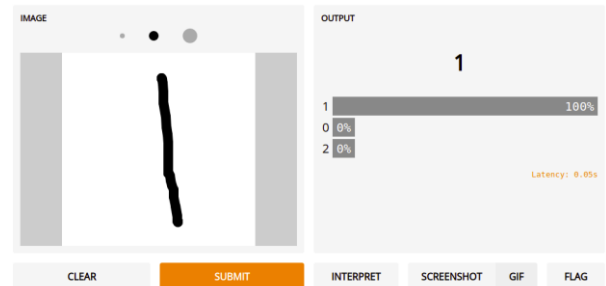 IMAGE
OUTPUT
1
1 100%
0 0%
2 0%
Latency: 0.05s
CLEAR
SUBMIT
INTERPRET
SCREENSHOT
GIF
FLAG